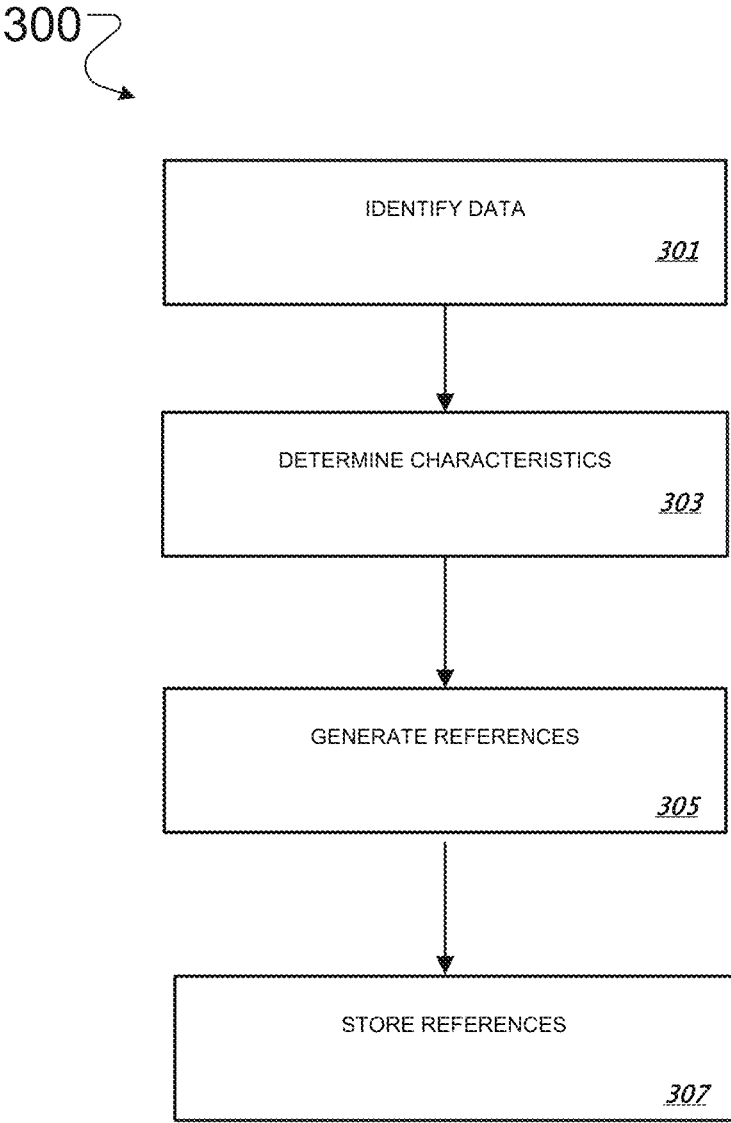 300
IDENTIFY DATA
301
DETERMINE CHARACTERISTICS
303
GENERATE REFERENCES
305
STORE REFERENCES
307